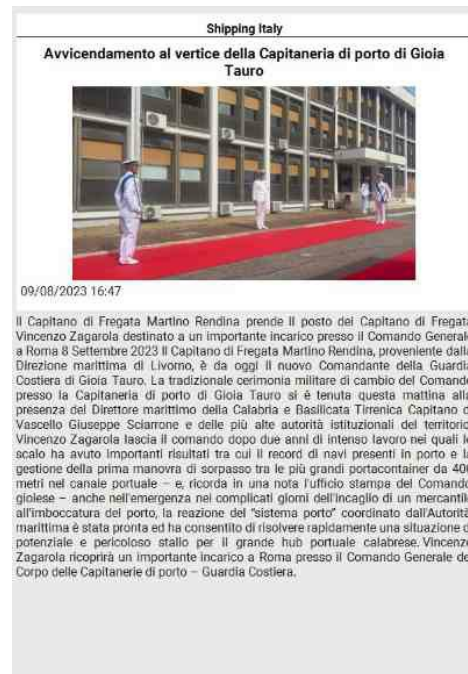 Shipping Italy
Avvicendamento al vertice della Capitaneria di porto di Gioia
Tauro
09/08/2023 16:47
Il Capitano di Fregata Martino Rendina prende il posto del Capitano di Fregata
Vincenzo Zagarola destinato a un importante incarico presso il Comando Generale
a Roma 8 Settembre 2023 Il Capitano di Fregata Martino Rendina, proveniente dalla
Direzione marittima di Livorno, è da oggi il nuovo Comandante della Guardia
Costiera di Gioia Tauro. La tradizionale cerimonia militare di cambio del Comando
presso la Capitaneria di porto di Gioia Tauro si è tenuta questa mattina alla
presenza del Direttore marittimo della Calabria e Basilicata Tirrenica Capitano di
Vascello Giuseppe Sciarrone e delle più alte autorità istituzionali del territorio.
Vincenzo Zagarola lascia il comando dopo due anni di intenso lavoro nei quali lo
scalo ha avuto importanti risultati tra cui il record di navi presenti in porto e la
gestione della prima manovra di sorpasso tra le più grandi portacontainer da 400
metri nel canale portuale – e, ricorda in una nota l'ufficio stampa del Comando
gioiese – anche nell'emergenza nei complicati giorni dell'incaglio di un mercantile
all'imboccatura del porto, la reazione del "sistema porto" coordinato dall'Autorità
marittima è stata pronta ed ha consentito di risolvere rapidamente una situazione di
potenziale e pericoloso stallo per il grande hub portuale calabrese. Vincenzo
Zagarola ricoprirà un importante incarico a Roma presso il Comando Generale del
Corpo delle Capitanerie di porto – Guardia Costiera.